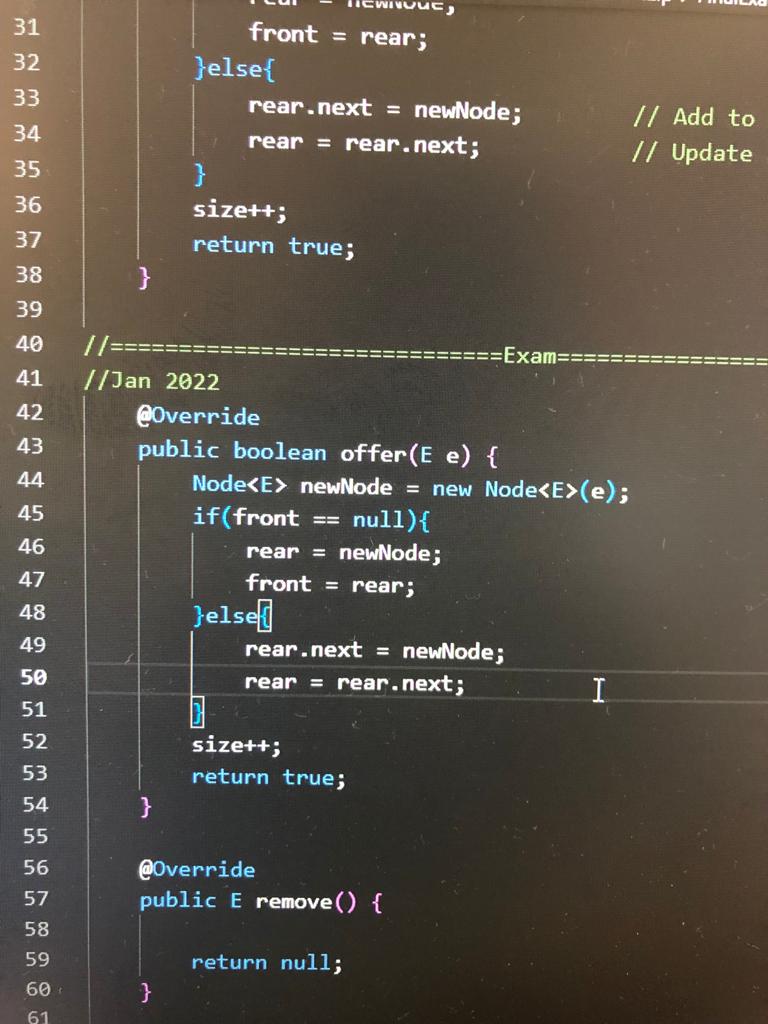 31 front = rear;
32 }else{
33 rear.next = newNode; // Add to
34 rear = rear.next; // Update
35 }
36 size++;
37 return true;
38 }
39
40 //=============================Exam================
41 //Jan 2022
42 @Override
43 public boolean offer(E e) {
44 Node<E> newNode = new Node<E>(e);
45 if(front == null){
46 rear = newNode;
47 front = rear;
48 }else{
49 rear.next = newNode;
50 rear = rear.next;
51 }
52 size++;
53 return true;
54 }
55
56 @Override
57 public E remove() {
58
59 return null;
60 }
61